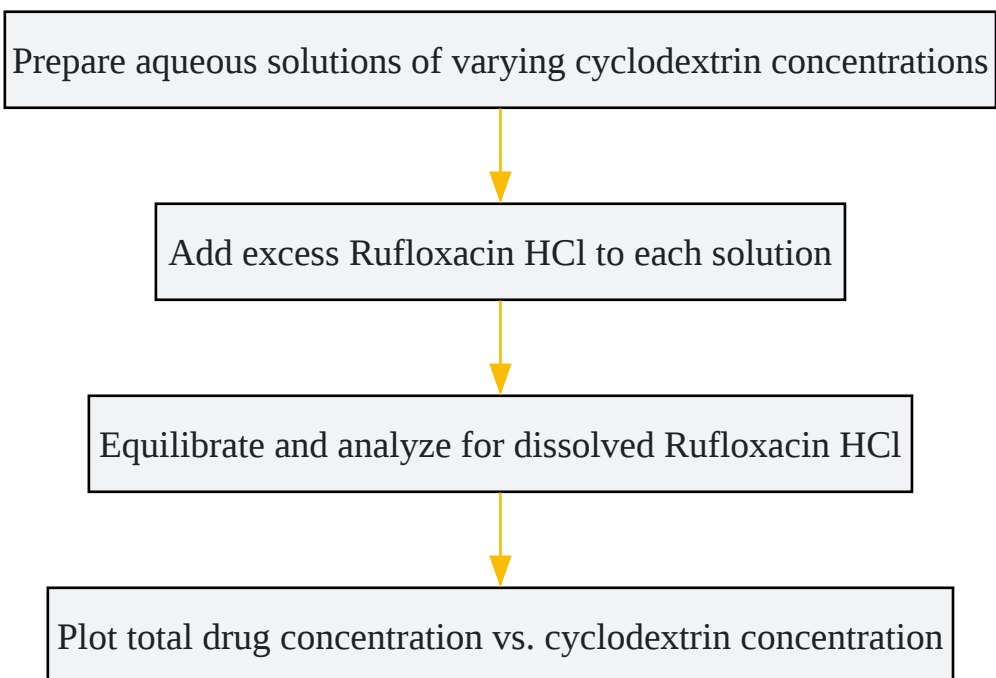 Prepare aqueous solutions of varying cyclodextrin concentrations
Add excess Rufloxacin HCl to each solution
Equilibrate and analyze for dissolved Rufloxacin HCl
Plot total drug concentration vs. cyclodextrin concentration